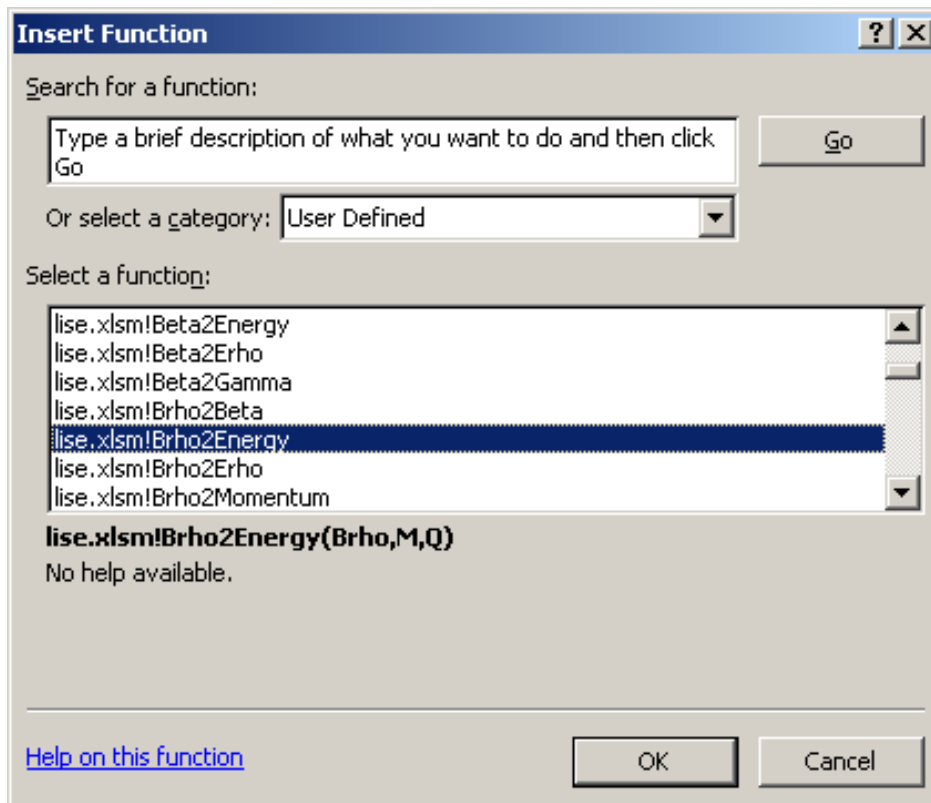 Insert Function
Search for a function:
Type a brief description of what you want to do and then click
Go
Go
Or select a category: User Defined
Select a function:
lise.xlsm!Beta2Energy
lise.xlsm!Beta2Erho
lise.xlsm!Beta2Gamma
lise.xlsm!Brho2Beta
lise.xlsm!Brho2Energy
lise.xlsm!Brho2Erho
lise.xlsm!Brho2Momentum
lise.xlsm!Brho2Energy(Brho,M,Q)
No help available.
Help on this function
OK
Cancel